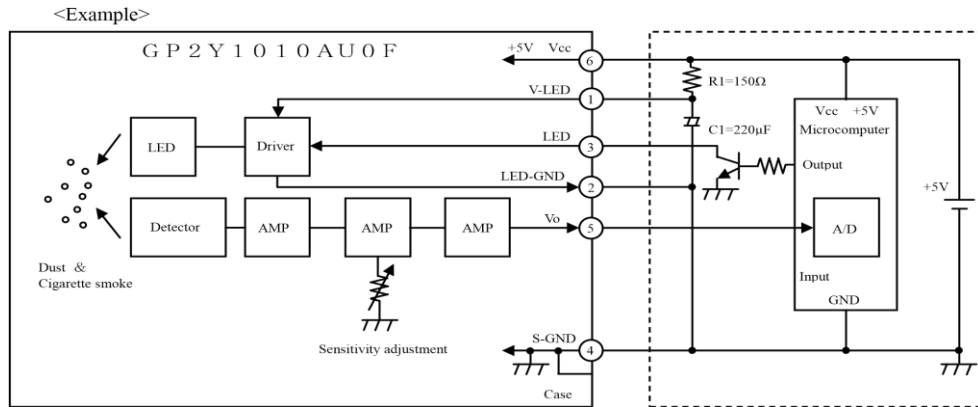 <Example>
GP2Y1010AU0F
+5V Vcc
6
R1=150Ω
V-LED
1
Vcc +5V
C1=220μF
Microcomputer
LED
Driver
LED
3
Output
LED-GND
2
+5V
Detector
AMP
AMP
AMP
Vo
5
A/D
Dust &
Cigarette smoke
Input
GND
Sensitivity adjustment
S-GND
4
Case